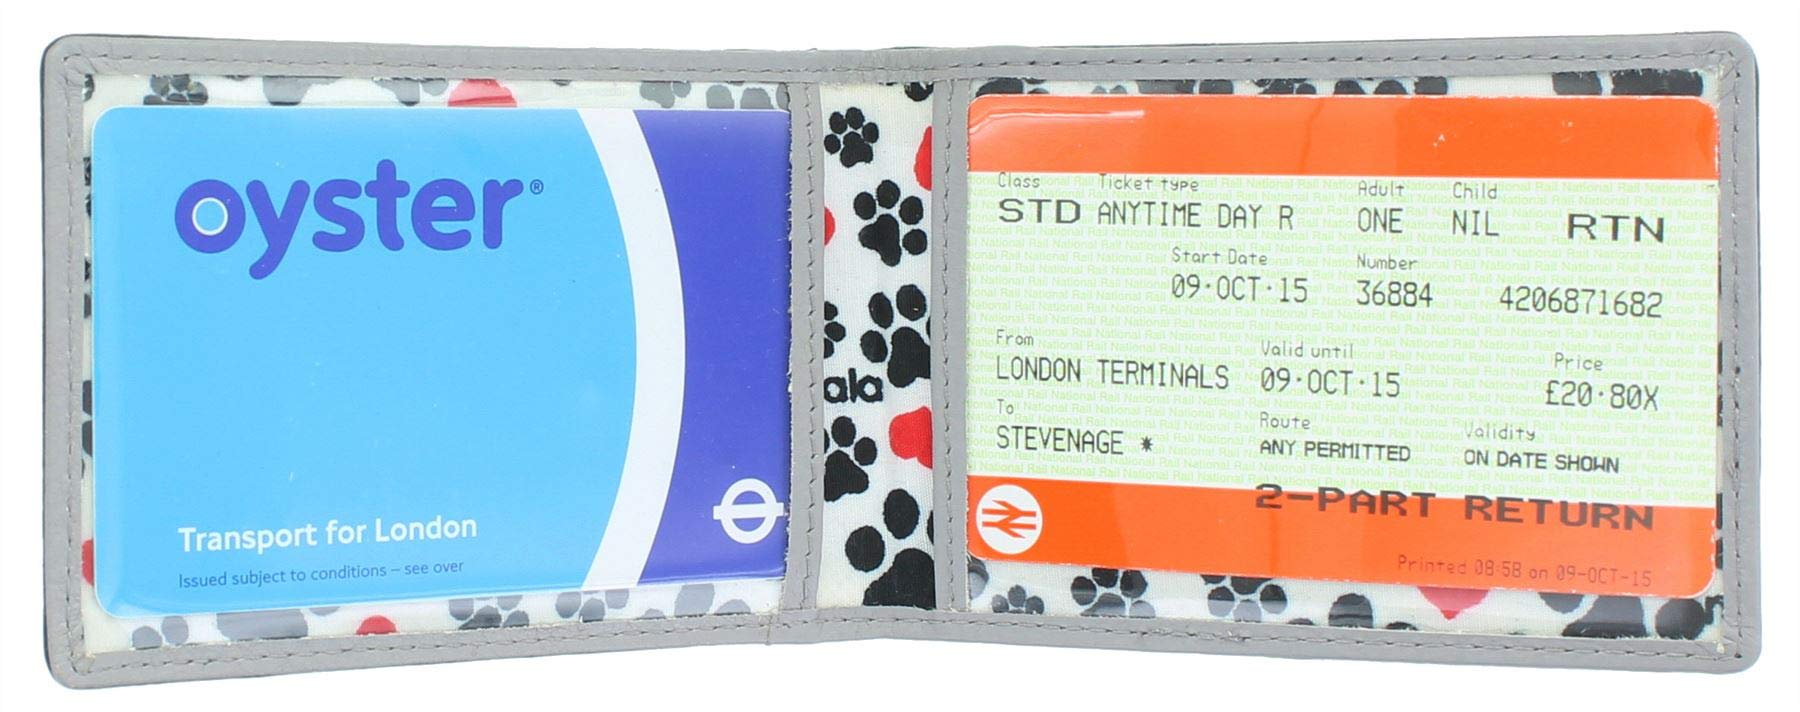 oyster®
Transport for London
Issued subject to conditions – see over
ala
Class Ticket type Adult Child
STD ANYTIME DAY R ONE NIL RTN
Start Date Number
09·OCT·15 36884 4206871682
From Valid until Price
LONDON TERMINALS 09·OCT·15 £20·80X
To Route Validity
STEVENAGE * ANY PERMITTED ON DATE SHOWN
2-PART RETURN
Printed 08:58 on 09-OCT-15